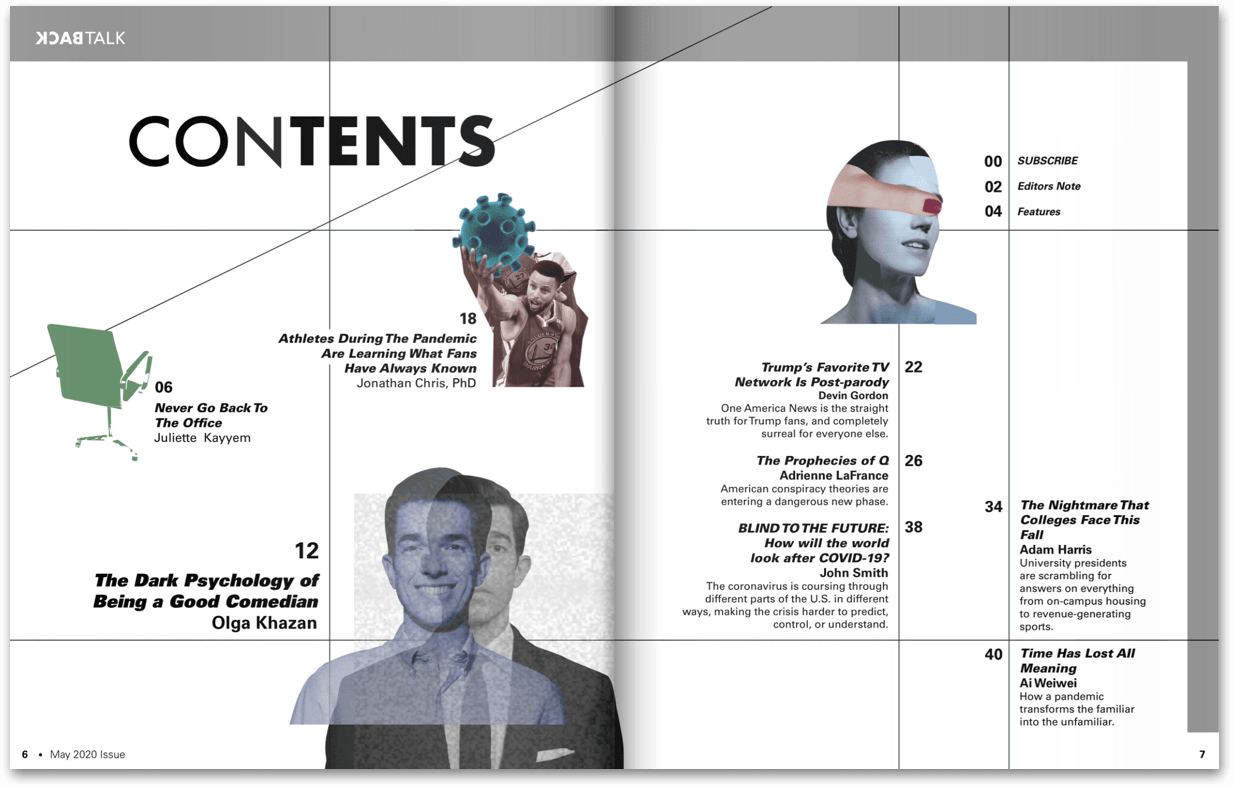 BACKTALK
CONTENTS
18
Athletes During The Pandemic
Are Learning What Fans
Have Always Known
Jonathan Chris, PhD
06
Never Go Back To
The Office
Juliette Kayyem
12
The Dark Psychology of
Being a Good Comedian
Olga Khazan
6 • May 2020 Issue
00 SUBSCRIBE
02 Editors Note
04 Features
Trump's Favorite TV 22
Network Is Post-parody
Devin Gordon
One America News is the straight
truth for Trump fans, and completely
surreal for everyone else.
The Prophecies of Q 26
Adrienne LaFrance
American conspiracy theories are
entering a dangerous new phase.
BLIND TO THE FUTURE: 38
How will the world
look after COVID-19?
John Smith
The coronavirus is coursing through
different parts of the U.S. in different
ways, making the crisis harder to predict,
control, or understand.
34 The Nightmare That
Colleges Face This
Fall
Adam Harris
University presidents
are scrambling for
answers on everything
from on-campus housing
to revenue-generating
sports.
40 Time Has Lost All
Meaning
Ai Weiwei
How a pandemic
transforms the familiar
into the unfamiliar.
7